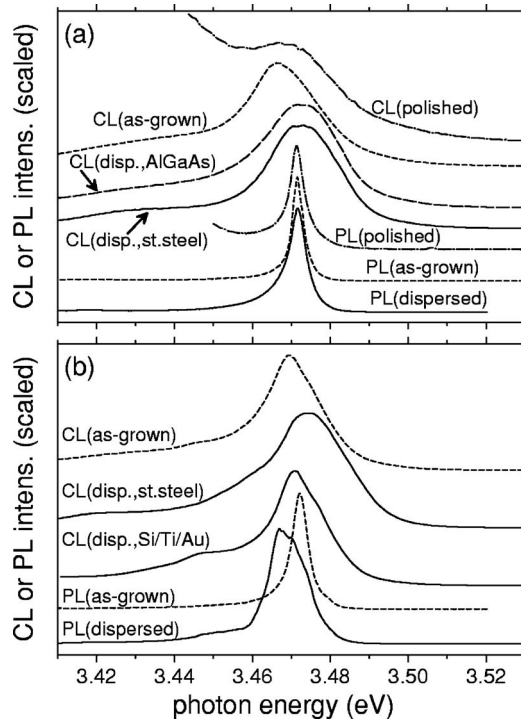 (a)
CL or PL intens. (scaled)
CL(polished)
CL(as-grown)
CL(disp.,AlGaAs)
CL(disp.,st.steel)
PL(polished)
PL(as-grown)
PL(dispersed)
(b)
CL or PL intens. (scaled)
CL(as-grown)
CL(disp.,st.steel)
CL(disp.,Si/Ti/Au)
PL(as-grown)
PL(dispersed)
3.42 3.44 3.46 3.48 3.50 3.52
photon energy (eV)